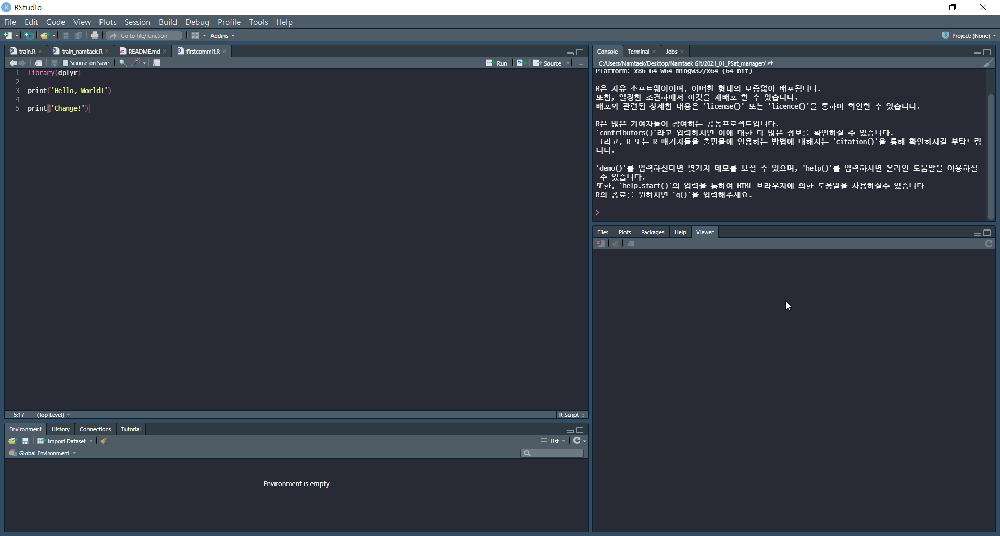 RStudio
File Edit Code View Plots Session Build Debug Profile Tools Help
Go to file/function Addins Project: (None)
train.R train_namtaek.R README.md firstcommit.R
Source on Save Run Source
1 library(dplyr)
2
3 print('Hello, World!')
4
5 print('Change!')
5:17 (Top Level) R Script
Environment History Connections Tutorial
Import Dataset List
Global Environment
Environment is empty
Console Terminal Jobs
C:/Users/Namtaek/Desktop/Namtaek Git/2021_01_PSat_manager/
Platform: x86_64-w64-mingw32/x64 (64-bit)
R은 자유 소프트웨어이며, 어떠한 형태의 보증없이 배포됩니다.
또한, 일정한 조건하에서 이것을 재배포 할 수 있습니다.
배포와 관련된 상세한 내용은 'license()' 또는 'licence()'을 통하여 확인할 수 있습니다.
R은 많은 기여자들이 참여하는 공동프로젝트입니다.
'contributors()'라고 입력하시면 이에 대한 더 많은 정보를 확인하실 수 있습니다.
그리고, R 또는 R 패키지들을 출판물에 인용하는 방법에 대해서는 'citation()'을 통해 확인하시길 부탁드립
니다.
'demo()'를 입력하신다면 몇가지 데모를 보실 수 있으며, 'help()'를 입력하시면 온라인 도움말을 이용하실
수 있습니다.
또한, 'help.start()'의 입력을 통하여 HTML 브라우저에 의한 도움말을 사용하실수 있습니다
R의 종료를 원하시면 'q()'을 입력해주세요.
>
Files Plots Packages Help Viewer